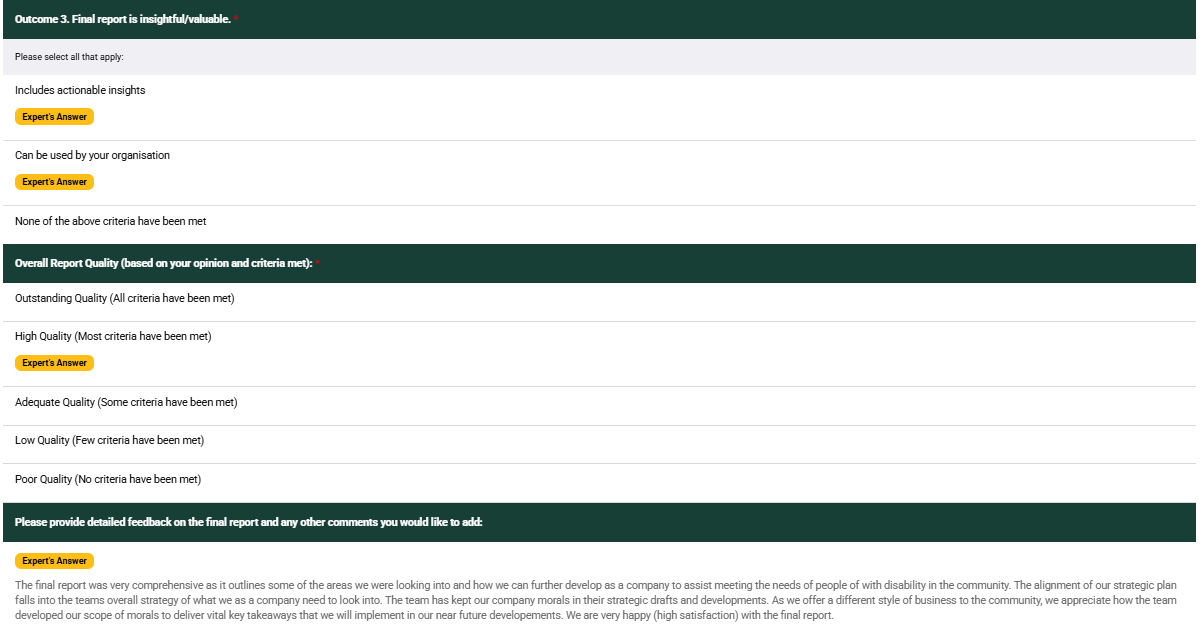 Outcome 3. Final report is insightful/valuable. *
Please select all that apply:
Includes actionable insights
Expert's Answer
Can be used by your organisation
Expert's Answer
None of the above criteria have been met
Overall Report Quality (based on your opinion and criteria met): *
Outstanding Quality (All criteria have been met)
High Quality (Most criteria have been met)
Expert's Answer
Adequate Quality (Some criteria have been met)
Low Quality (Few criteria have been met)
Poor Quality (No criteria have been met)
Please provide detailed feedback on the final report and any other comments you would like to add:
Expert's Answer
The final report was very comprehensive as it outlines some of the areas we were looking into and how we can further develop as a company to assist meeting the needs of people of with disability in the community. The alignment of our strategic plan
falls into the teams overall strategy of what we as a company need to look into. The team has kept our company morals in their strategic drafts and developments. As we offer a different style of business to the community, we appreciate how the team
developed our scope of morals to deliver vital key takeaways that we will implement in our near future developements. We are very happy (high satisfaction) with the final report.